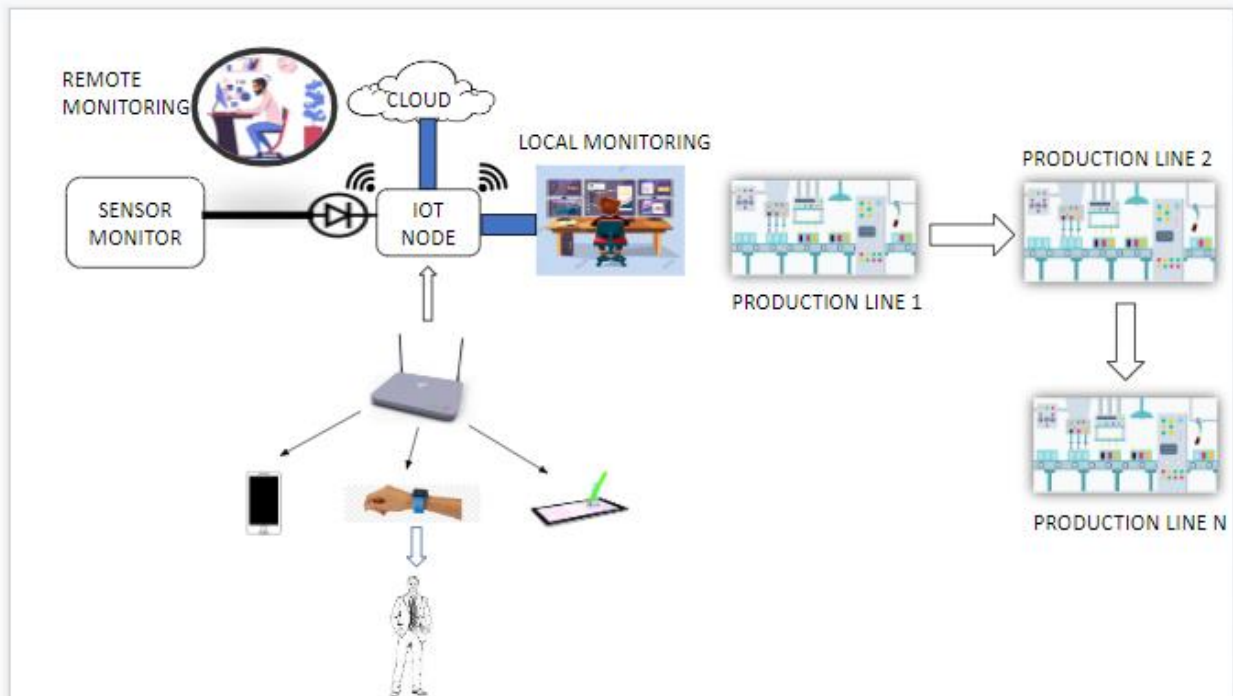 REMOTE
MONITORING
CLOUD
LOCAL MONITORING
SENSOR
MONITOR
IOT
NODE
PRODUCTION LINE 1
PRODUCTION LINE 2
PRODUCTION LINE N